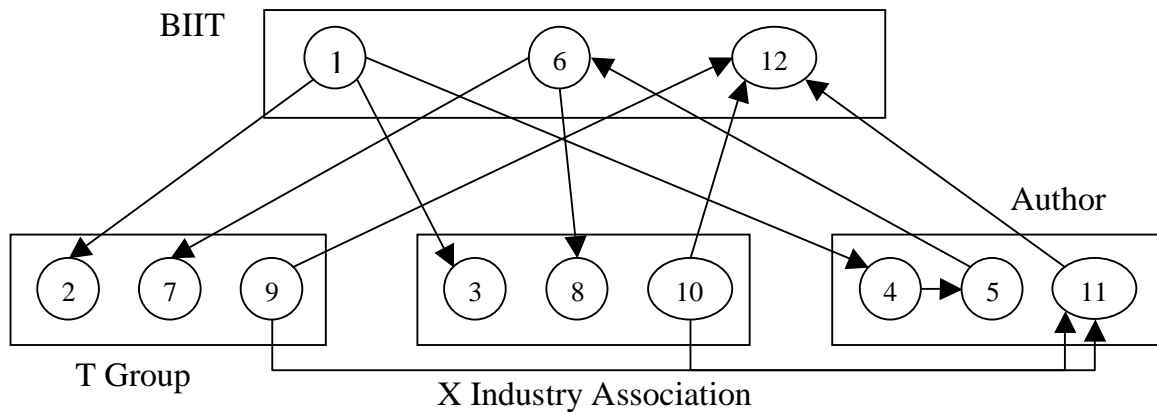 BIIT
1 6 12
Author
2 7 9 3 8 10 4 5 11
T Group
X Industry Association